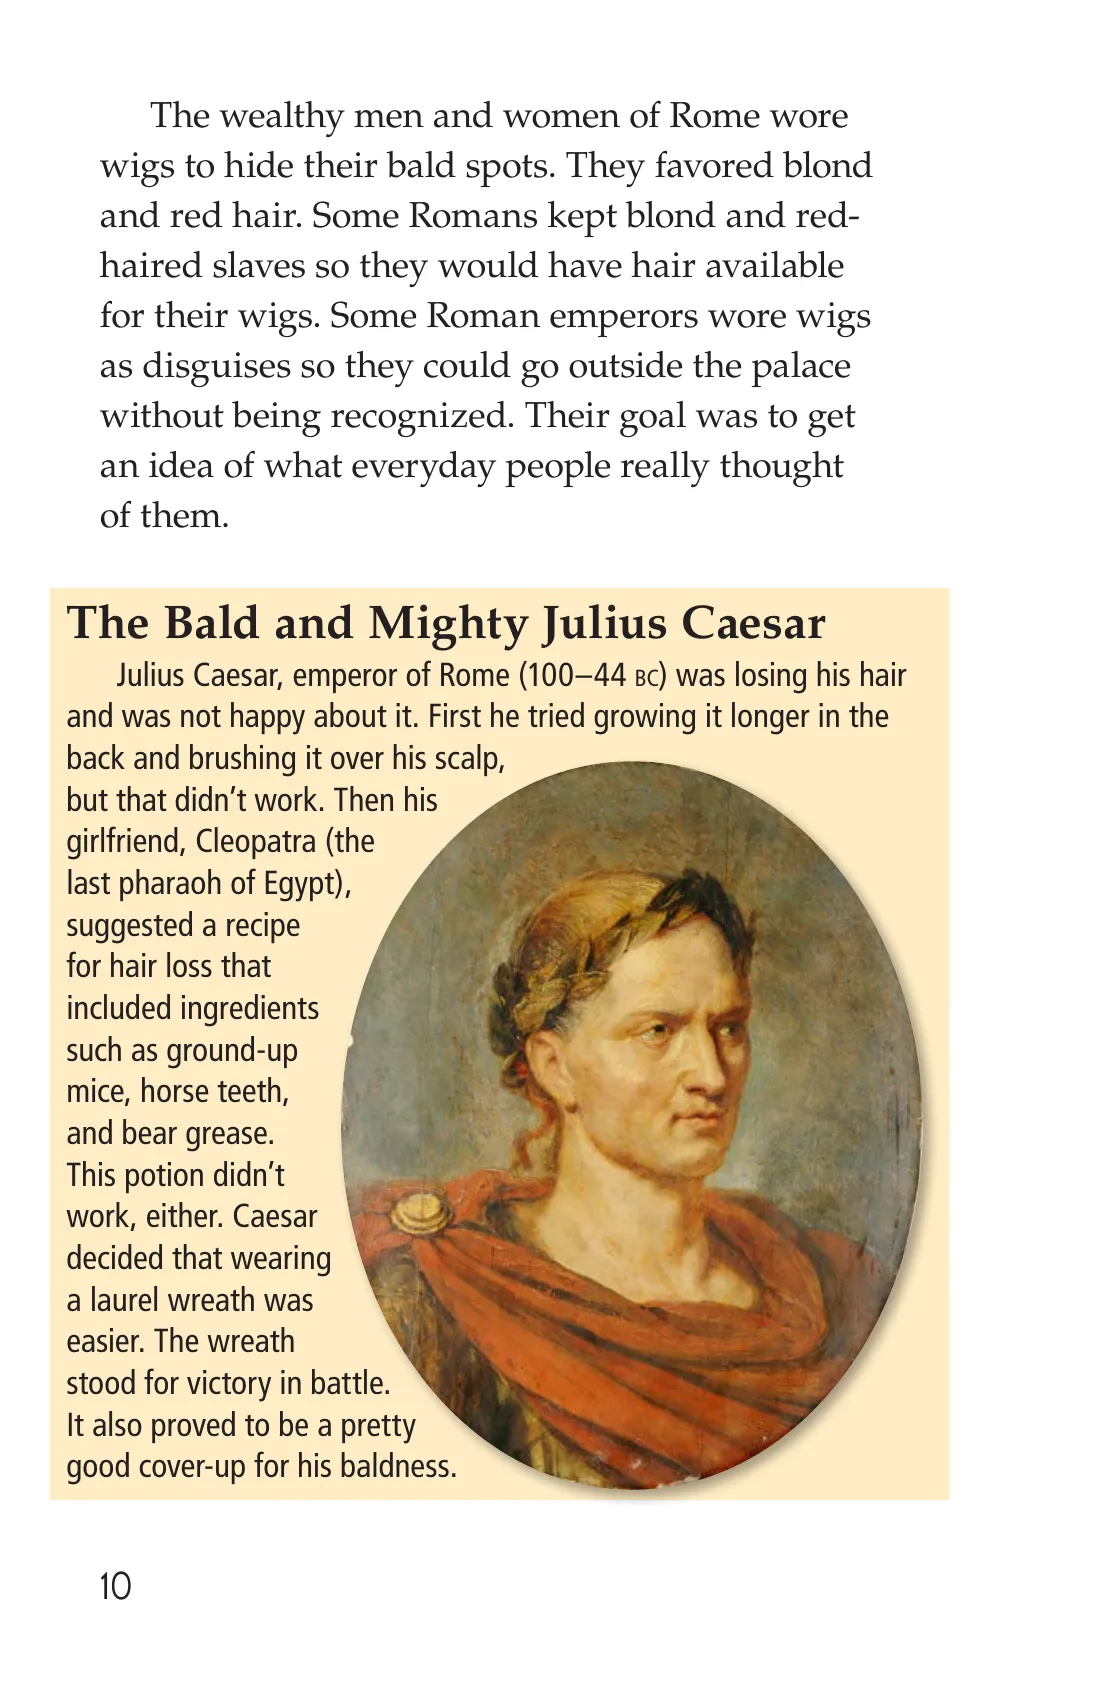 The wealthy men and women of Rome wore
wigs to hide their bald spots. They favored blond
and red hair. Some Romans kept blond and red-
haired slaves so they would have hair available
for their wigs. Some Roman emperors wore wigs
as disguises so they could go outside the palace
without being recognized. Their goal was to get
an idea of what everyday people really thought
of them.
The Bald and Mighty Julius Caesar
Julius Caesar, emperor of Rome (100–44 BC) was losing his hair
and was not happy about it. First he tried growing it longer in the
back and brushing it over his scalp,
but that didn’t work. Then his
girlfriend, Cleopatra (the
last pharaoh of Egypt),
suggested a recipe
for hair loss that
included ingredients
such as ground-up
mice, horse teeth,
and bear grease.
This potion didn’t
work, either. Caesar
decided that wearing
a laurel wreath was
easier. The wreath
stood for victory in battle.
It also proved to be a pretty
good cover-up for his baldness.
10